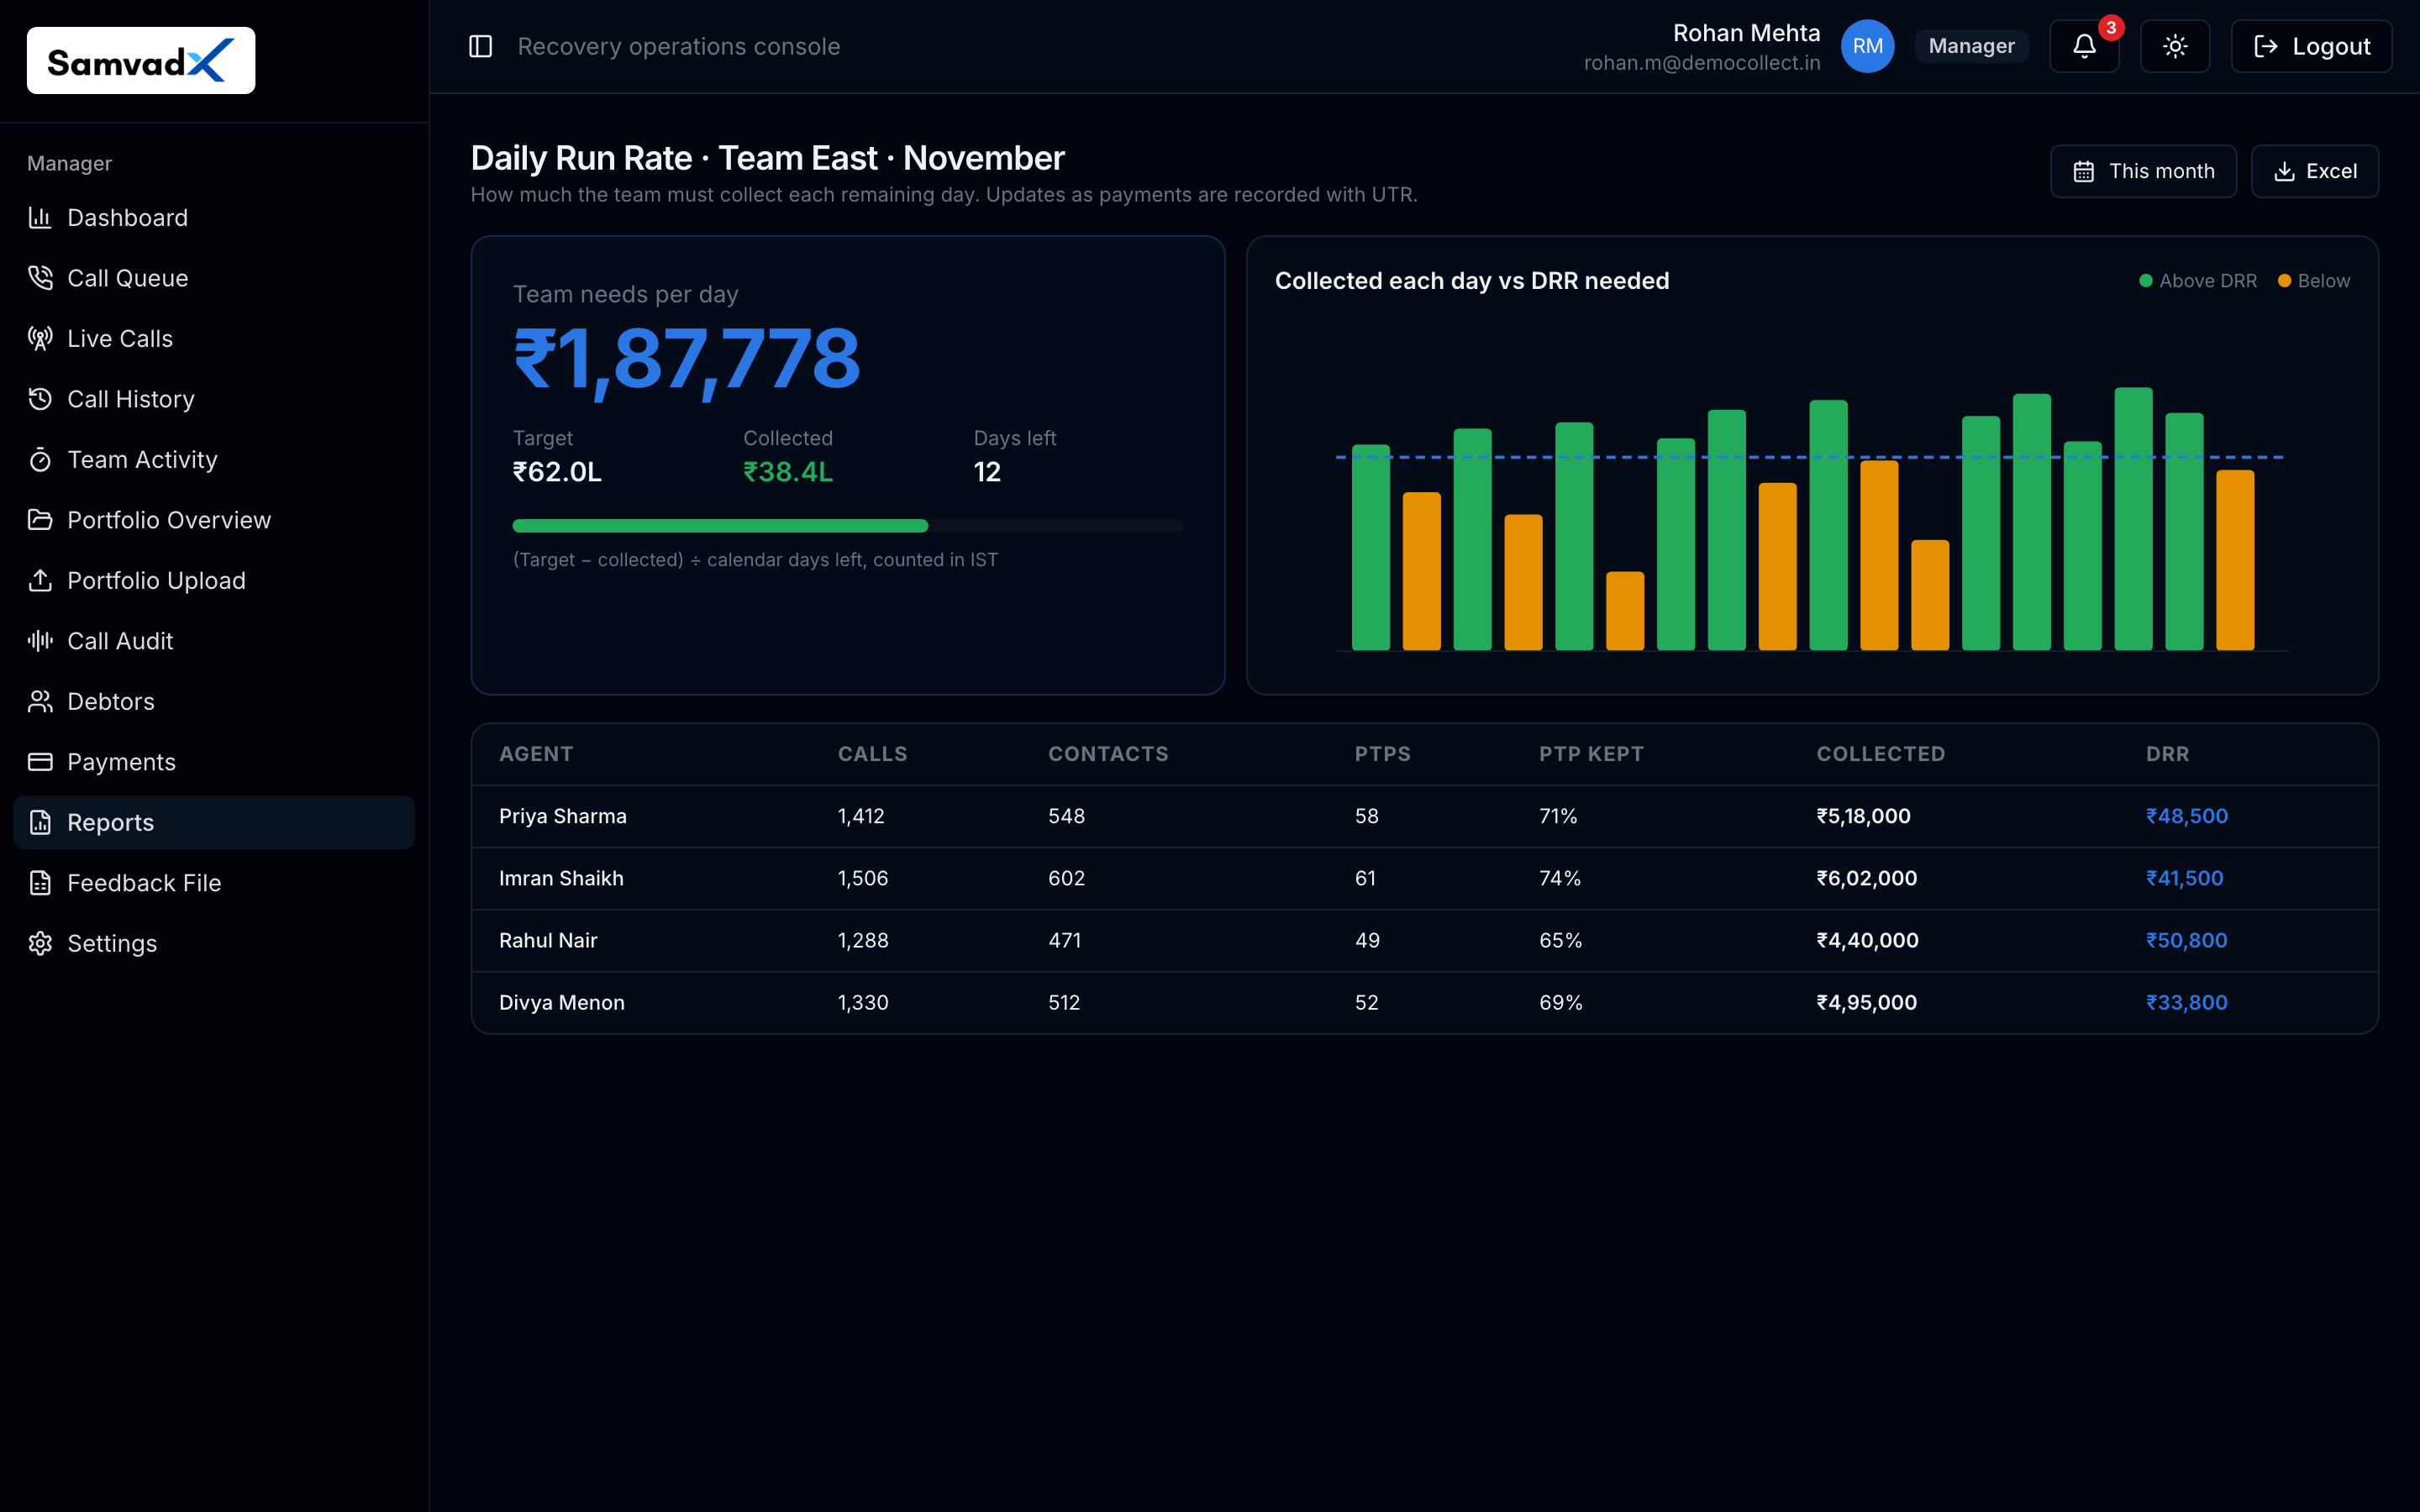 SamvadX
Recovery operations console
Rohan Mehta
rohan.m@democollect.in
RM
Manager
3
Logout
Manager
Dashboard
Call Queue
Live Calls
Call History
Team Activity
Portfolio Overview
Portfolio Upload
Call Audit
Debtors
Payments
Reports
Feedback File
Settings
Daily Run Rate · Team East · November
How much the team must collect each remaining day. Updates as payments are recorded with UTR.
This month
Excel
Team needs per day
₹1,87,778
Target Collected Days left
₹62.0L ₹38.4L 12
(Target − collected) ÷ calendar days left, counted in IST
Collected each day vs DRR needed
Above DRR Below
AGENT CALLS CONTACTS PTPS PTP KEPT COLLECTED DRR
Priya Sharma 1,412 548 58 71% ₹5,18,000 ₹48,500
Imran Shaikh 1,506 602 61 74% ₹6,02,000 ₹41,500
Rahul Nair 1,288 471 49 65% ₹4,40,000 ₹50,800
Divya Menon 1,330 512 52 69% ₹4,95,000 ₹33,800